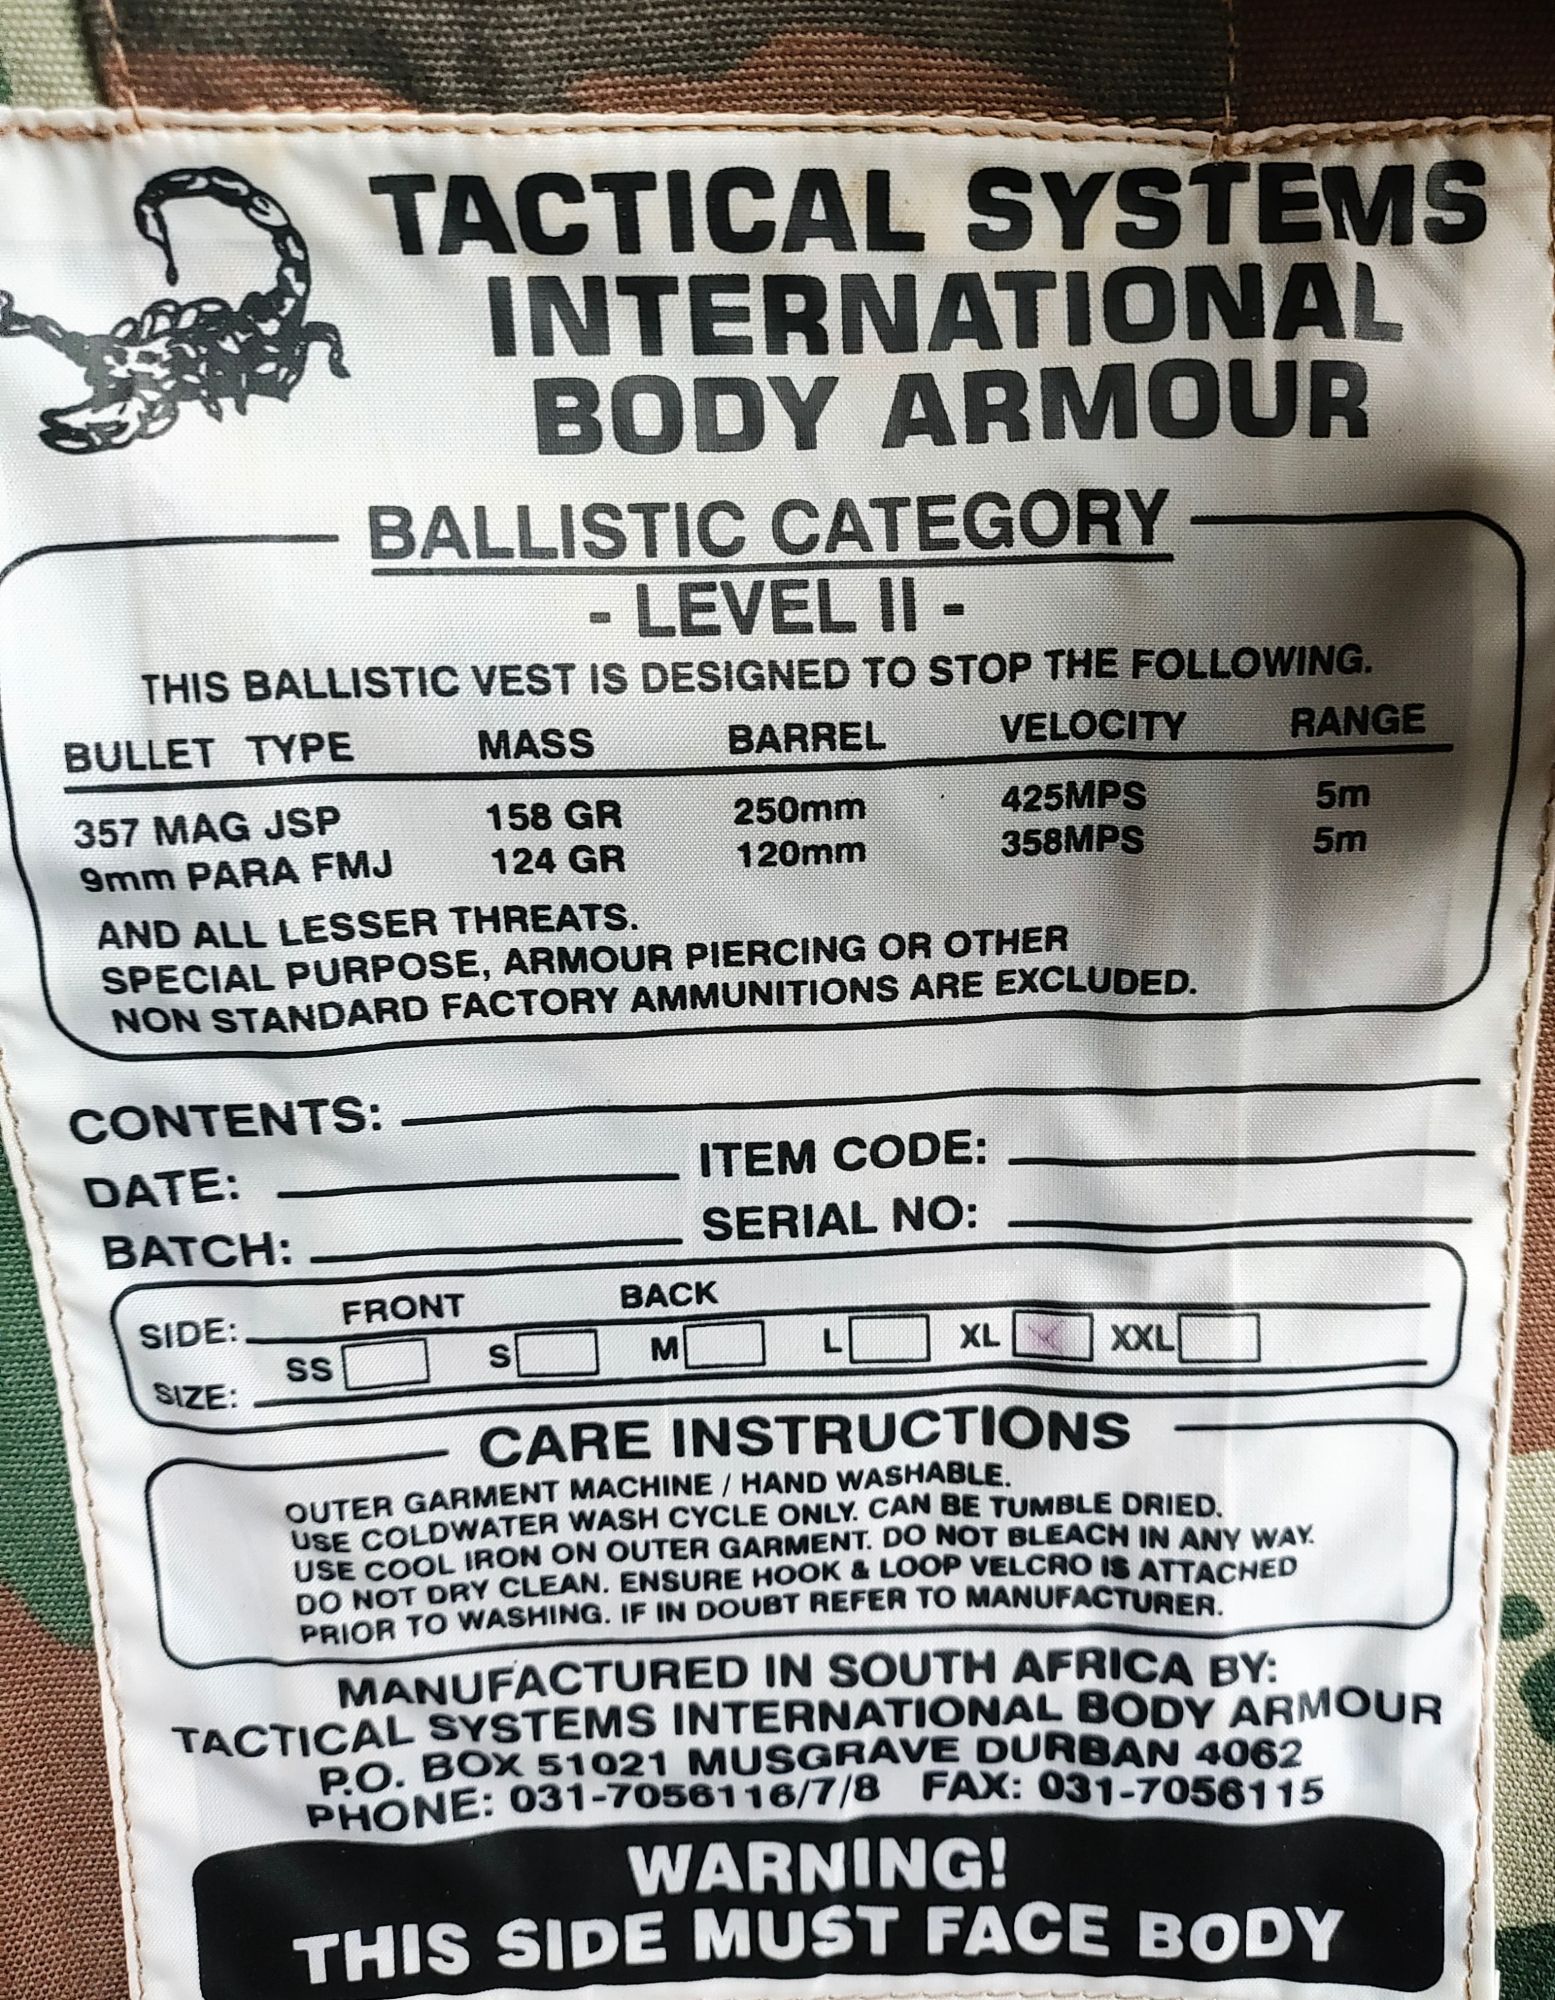 TACTICAL SYSTEMS
INTERNATIONAL
BODY ARMOUR
BALLISTIC CATEGORY
- LEVEL II -
THIS BALLISTIC VEST IS DESIGNED TO STOP THE FOLLOWING.
BULLET TYPE MASS BARREL VELOCITY RANGE
357 MAG JSP 158 GR 250mm 425MPS 5m
9mm PARA FMJ 124 GR 120mm 358MPS 5m
AND ALL LESSER THREATS.
SPECIAL PURPOSE, ARMOUR PIERCING OR OTHER
NON STANDARD FACTORY AMMUNITIONS ARE EXCLUDED.
CONTENTS:
DATE: ITEM CODE:
BATCH: SERIAL NO:
SIDE: FRONT BACK
SIZE: SS S M L XL XXL
CARE INSTRUCTIONS
OUTER GARMENT MACHINE / HAND WASHABLE.
USE COLDWATER WASH CYCLE ONLY. CAN BE TUMBLE DRIED.
USE COOL IRON ON OUTER GARMENT. DO NOT BLEACH IN ANY WAY.
DO NOT DRY CLEAN. ENSURE HOOK & LOOP VELCRO IS ATTACHED
PRIOR TO WASHING. IF IN DOUBT REFER TO MANUFACTURER.
MANUFACTURED IN SOUTH AFRICA BY:
TACTICAL SYSTEMS INTERNATIONAL BODY ARMOUR
P.O. BOX 51021 MUSGRAVE DURBAN 4062
PHONE: 031-7056116/7/8 FAX: 031-7056115
WARNING!
THIS SIDE MUST FACE BODY